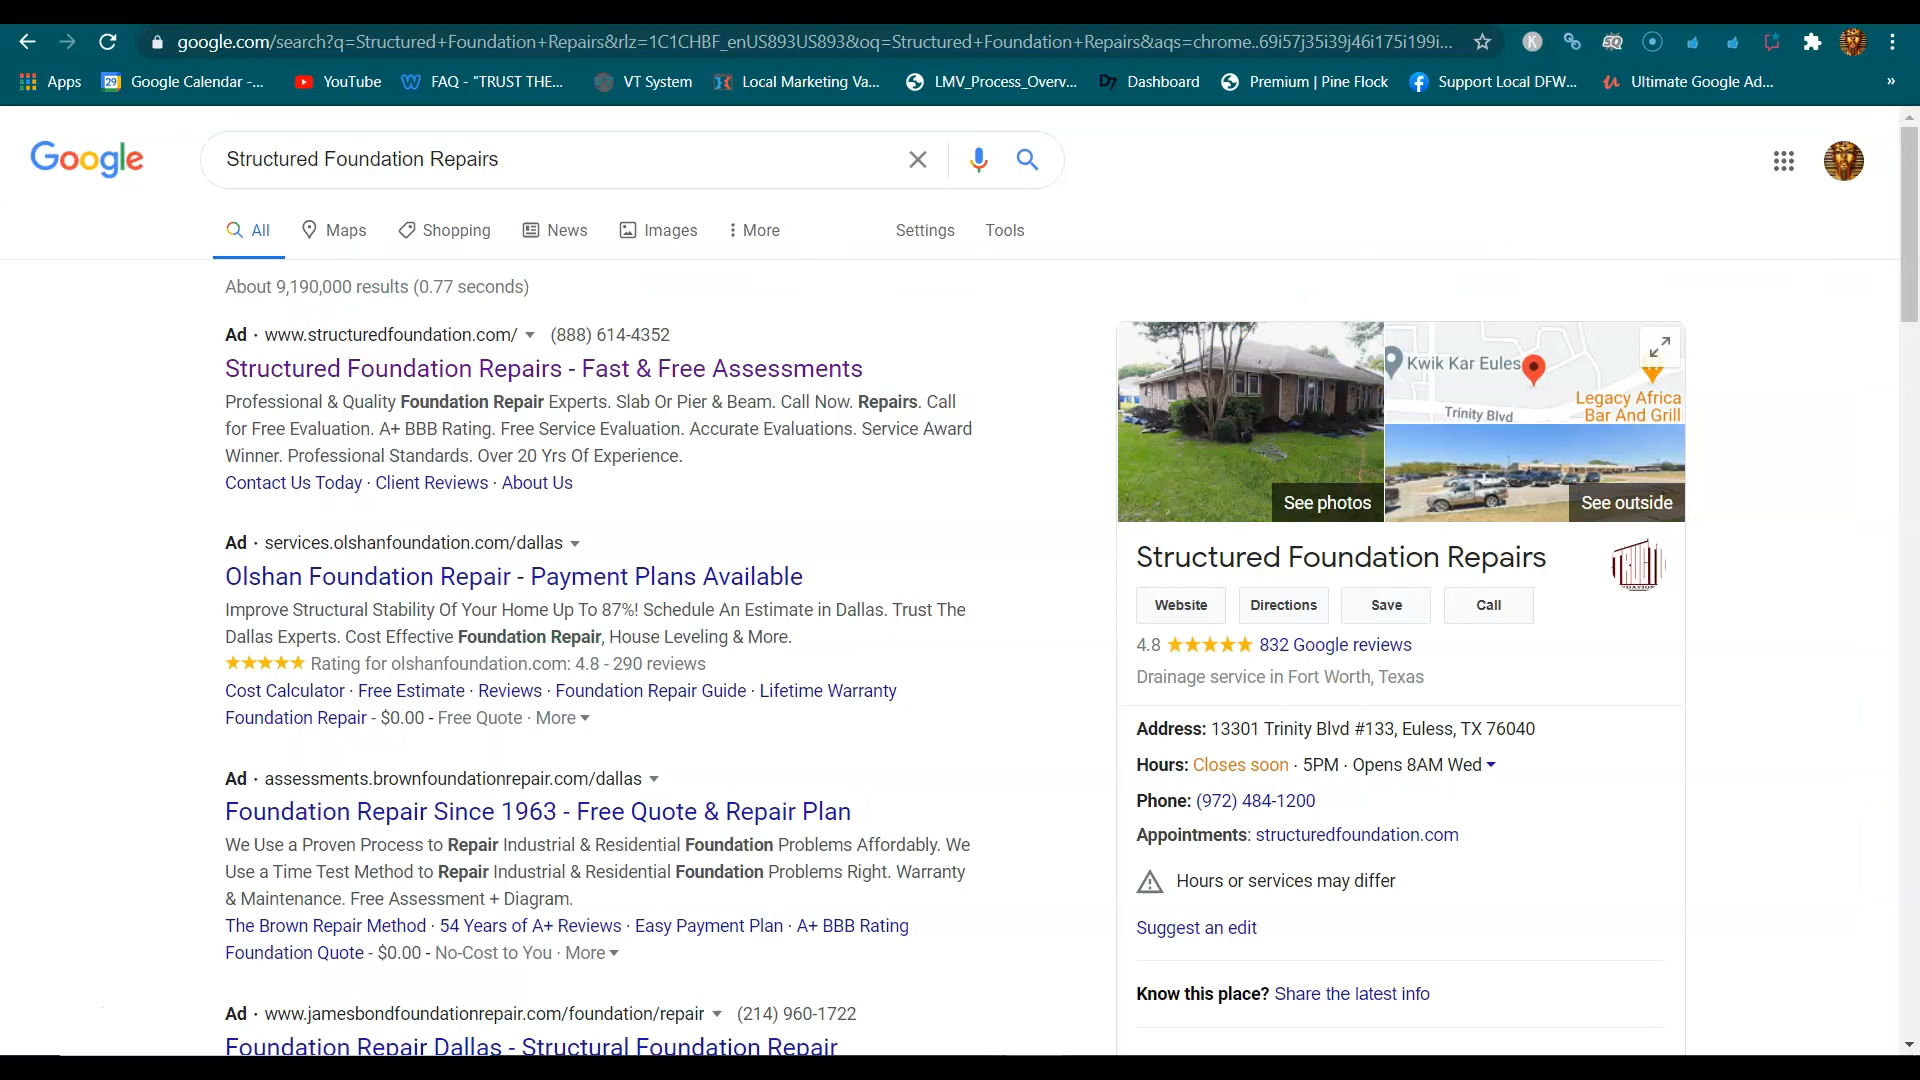 google.com/search?q=Structured+Foundation+Repairs&rlz=1C1CHBF_enUS893US893&oq=Structured+Foundation+Repairs&aqs=chrome..69i57j35i39j46i175i199i...
Apps
Google Calendar -...
YouTube
FAQ - "TRUST THE...
VT System
Local Marketing Va...
LMV_Process_Overv...
Dashboard
Premium | Pine Flock
Support Local DFW...
Ultimate Google Ad...
»
Google
Structured Foundation Repairs
All
Maps
Shopping
News
Images
More
Settings
Tools
About 9,190,000 results (0.77 seconds)
Ad · www.structuredfoundation.com/ (888) 614-4352
Structured Foundation Repairs - Fast & Free Assessments
Professional & Quality Foundation Repair Experts. Slab Or Pier & Beam. Call Now. Repairs. Call
for Free Evaluation. A+ BBB Rating. Free Service Evaluation. Accurate Evaluations. Service Award
Winner. Professional Standards. Over 20 Yrs Of Experience.
Contact Us Today · Client Reviews · About Us
Ad · services.olshanfoundation.com/dallas
Olshan Foundation Repair - Payment Plans Available
Improve Structural Stability Of Your Home Up To 87%! Schedule An Estimate in Dallas. Trust The
Dallas Experts. Cost Effective Foundation Repair, House Leveling & More.
Rating for olshanfoundation.com: 4.8 - 290 reviews
Cost Calculator · Free Estimate · Reviews · Foundation Repair Guide · Lifetime Warranty
Foundation Repair - $0.00 - Free Quote · More
Ad · assessments.brownfoundationrepair.com/dallas
Foundation Repair Since 1963 - Free Quote & Repair Plan
We Use a Proven Process to Repair Industrial & Residential Foundation Problems Affordably. We
Use a Time Test Method to Repair Industrial & Residential Foundation Problems Right. Warranty
& Maintenance. Free Assessment + Diagram.
The Brown Repair Method · 54 Years of A+ Reviews · Easy Payment Plan · A+ BBB Rating
Foundation Quote - $0.00 - No-Cost to You · More
Ad · www.jamesbondfoundationrepair.com/foundation/repair (214) 960-1722
Foundation Repair Dallas - Structural Foundation Repair
Kwik Kar Eules
Legacy Africa
Bar And Grill
Trinity Blvd
See photos
See outside
Structured Foundation Repairs
Website
Directions
Save
Call
4.8 832 Google reviews
Drainage service in Fort Worth, Texas
Address: 13301 Trinity Blvd #133, Euless, TX 76040
Hours: Closes soon · 5PM · Opens 8AM Wed
Phone: (972) 484-1200
Appointments: structuredfoundation.com
Hours or services may differ
Suggest an edit
Know this place? Share the latest info